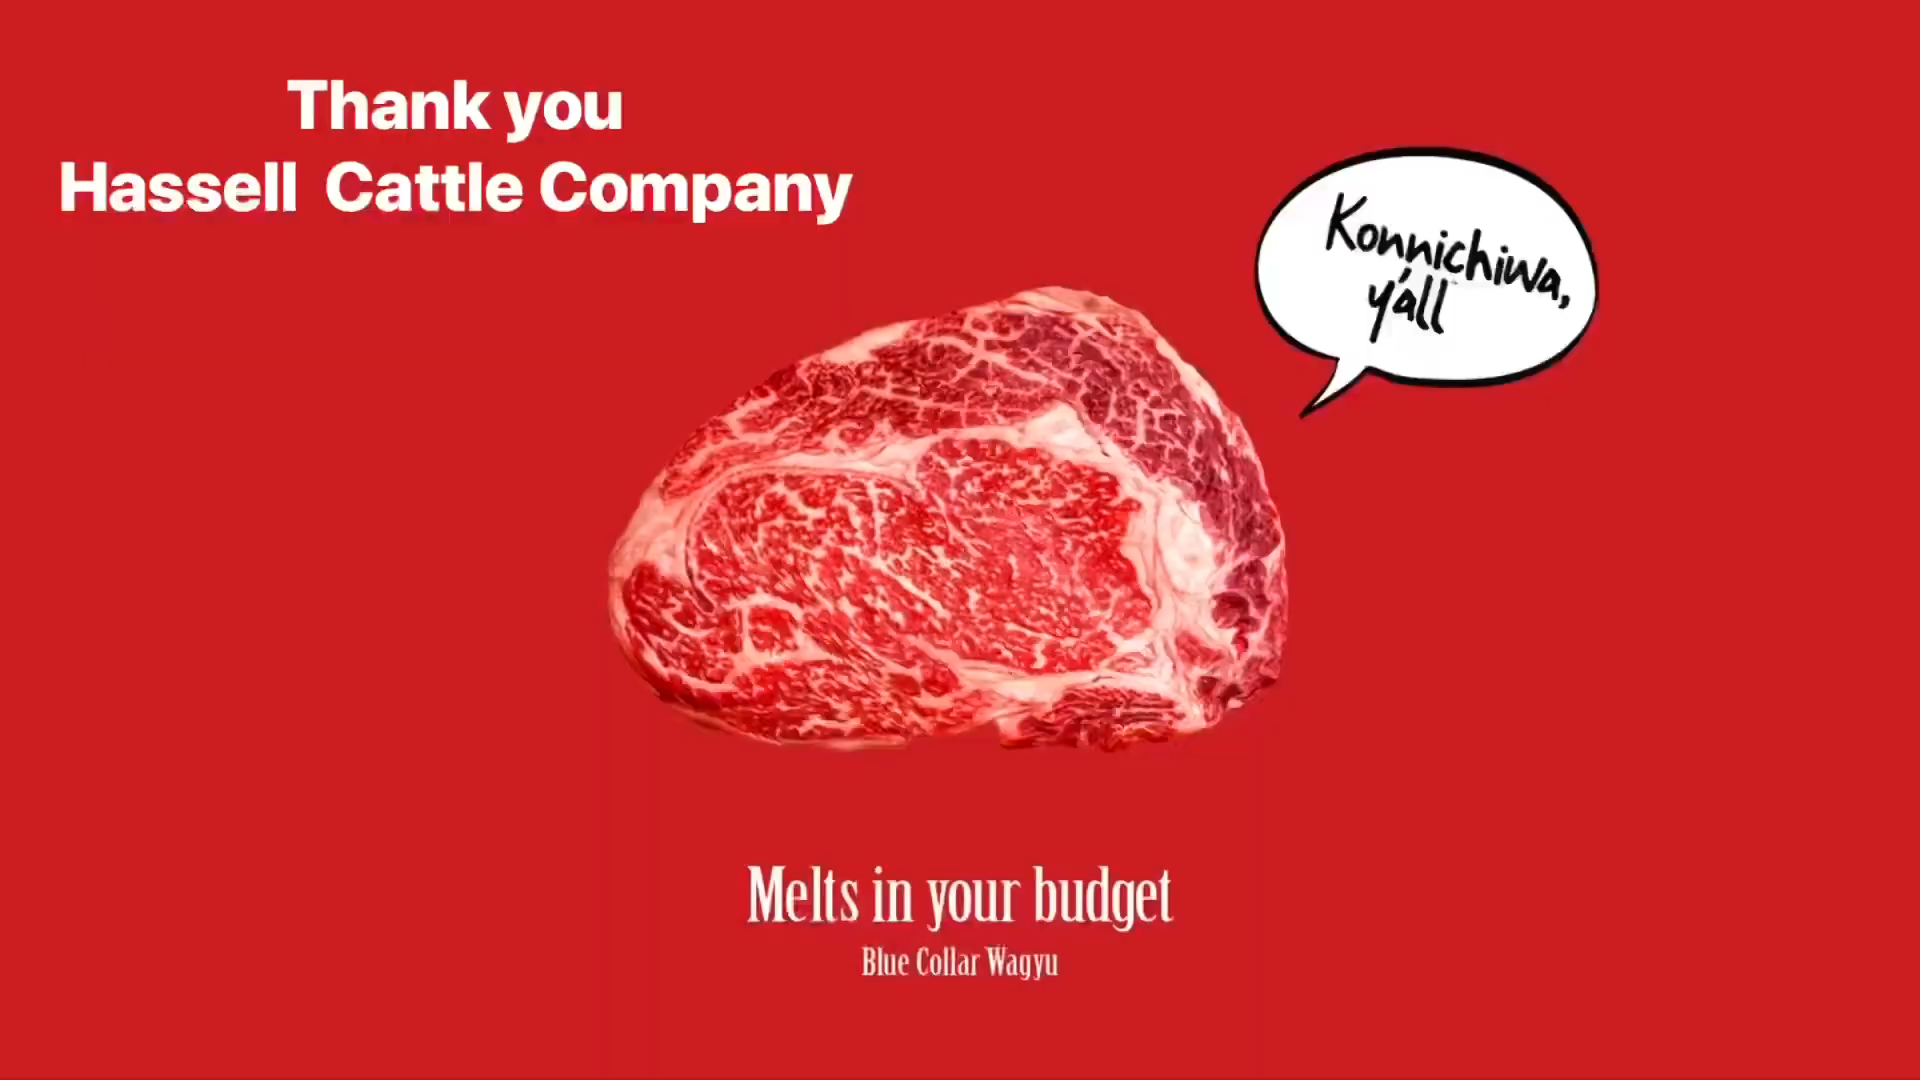 Thank you
Hassell Cattle Company
Konnichiwa,
y'all
Melts in your budget
Blue Collar Wagyu